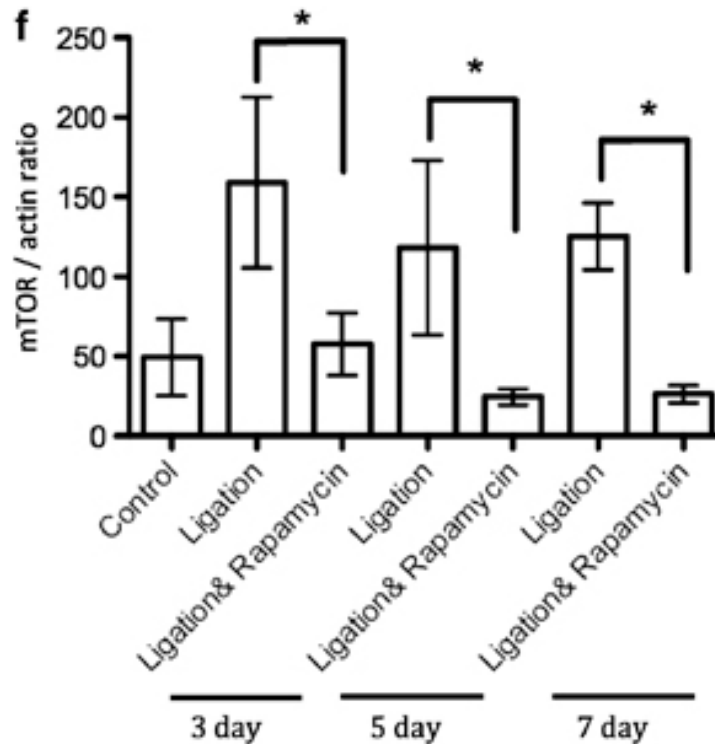 f
mTOR / actin ratio
250
200
150
100
50
0
*
*
*
Control
Ligation
Ligation& Rapamycin
Ligation
Ligation& Rapamycin
Ligation
Ligation& Rapamycin
3 day
5 day
7 day